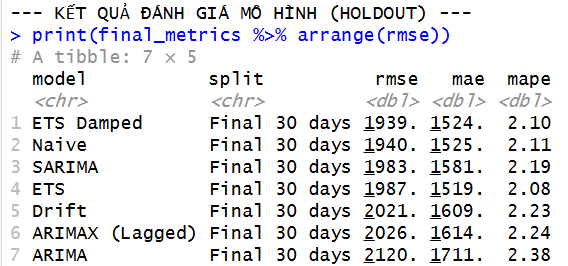 --- KẾT QUẢ ĐÁNH GIÁ MÔ HÌNH (HOLDOUT) ---
> print(final_metrics %>% arrange(rmse))
# A tibble: 7 × 5
model split rmse mae mape
<chr> <chr> <dbl> <dbl> <dbl>
1 ETS Damped Final 30 days 1939. 1524. 2.10
2 Naive Final 30 days 1940. 1525. 2.11
3 SARIMA Final 30 days 1983. 1581. 2.19
4 ETS Final 30 days 1987. 1519. 2.08
5 Drift Final 30 days 2021. 1609. 2.23
6 ARIMAX (Lagged) Final 30 days 2026. 1614. 2.24
7 ARIMA Final 30 days 2120. 1711. 2.38